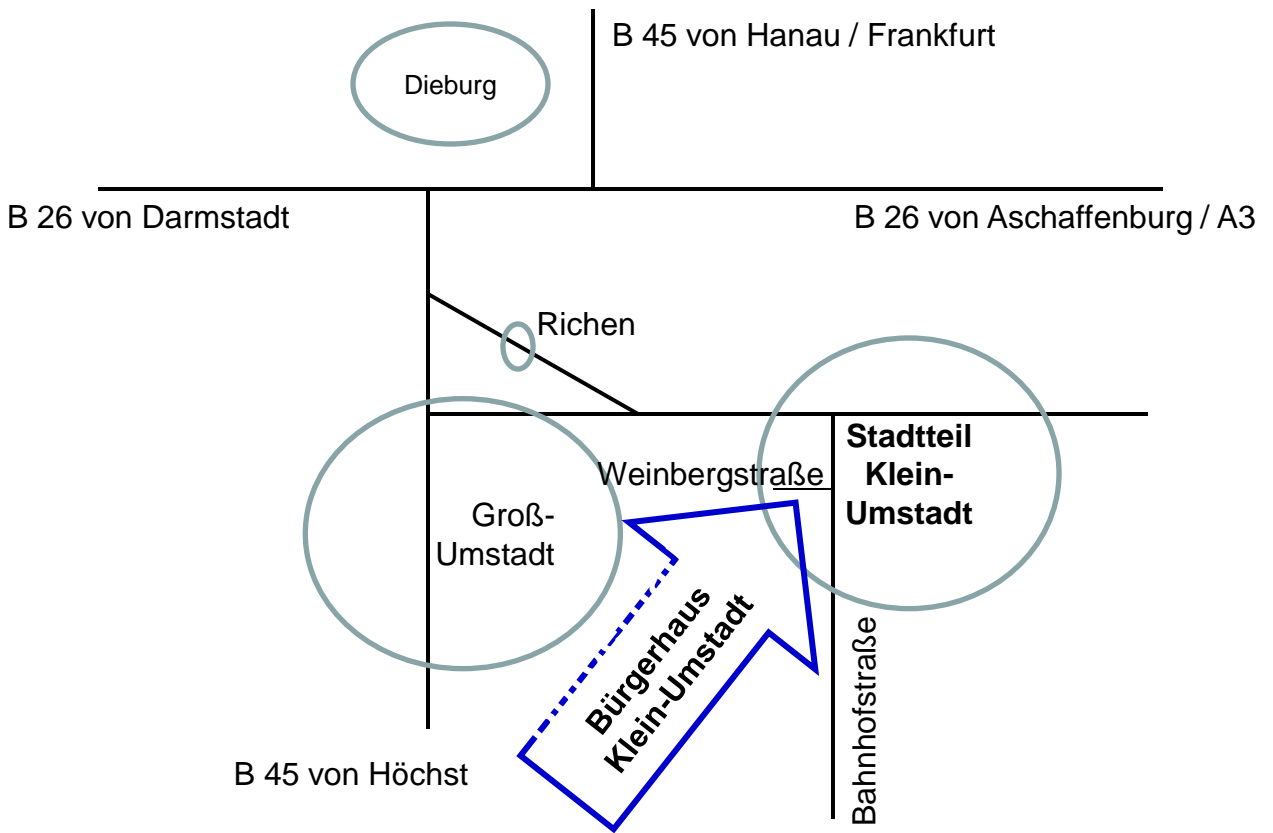 B 45 von Hanau / Frankfurt
Dieburg
B 26 von Darmstadt
B 26 von Aschaffenburg / A3
Richen
Stadtteil
Klein-
Umstadt
Weinbergstraße
Groß-
Umstadt
Bürgerhaus
Klein-Umstadt
Bahnhofstraße
B 45 von Höchst